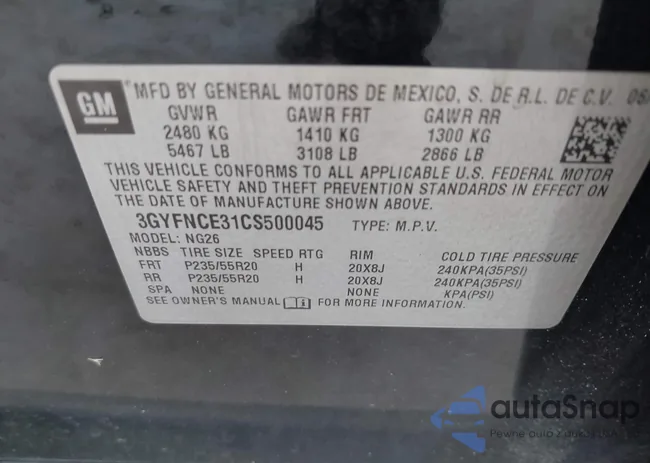 GM
MFD BY GENERAL MOTORS DE MEXICO, S. DE R.L. DE C.V.
GVWR GAWR FRT GAWR RR
2480 KG 1410 KG 1300 KG
5467 LB 3108 LB 2866 LB
THIS VEHICLE CONFORMS TO ALL APPLICABLE U.S. FEDERAL MOTOR
VEHICLE SAFETY AND THEFT PREVENTION STANDARDS IN EFFECT ON
THE DATE OF MANUFACTURE SHOWN ABOVE.
3GYFNCE31CS500045 TYPE: M.P.V.
MODEL: NG26
NBBS TIRE SIZE SPEED RTG RIM COLD TIRE PRESSURE
FRT P235/55R20 H 20X8J 240KPA(35PSI)
RR P235/55R20 H 20X8J 240KPA(35PSI)
SPA NONE NONE KPA(PSI)
SEE OWNER'S MANUAL FOR MORE INFORMATION.
autaSnap
Pewne auta z